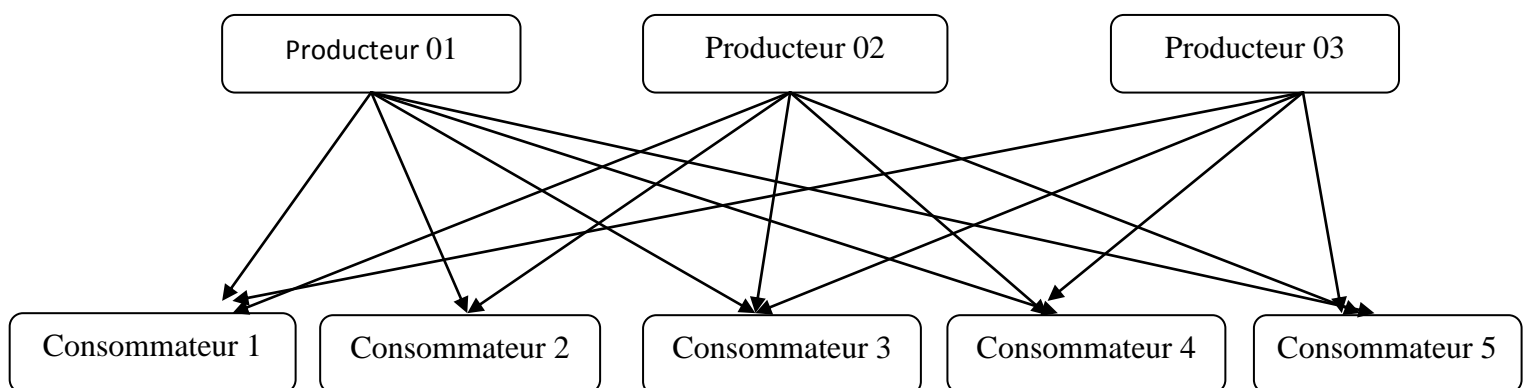 Producteur 01
Producteur 02
Producteur 03
Consommateur 1
Consommateur 2
Consommateur 3
Consommateur 4
Consommateur 5